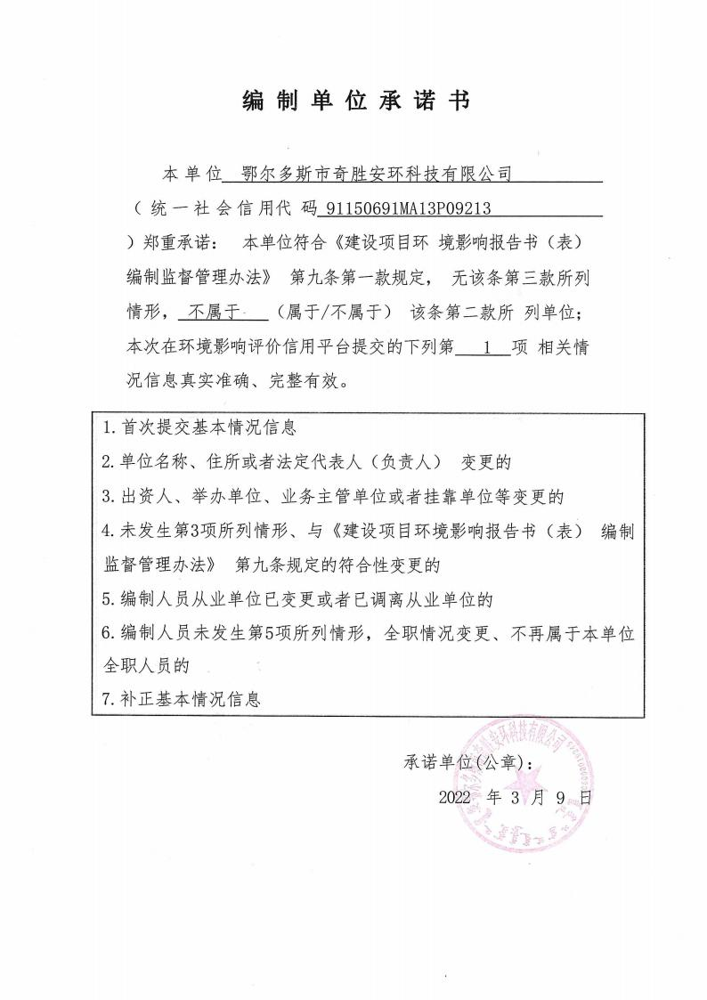 编制单位承诺书
本单位 鄂尔多斯市奇胜安环科技有限公司
（统一社会信用代 码 91150691MA13P09213
）郑重承诺： 本单位符合《建设项目环 境影响报告书（表）
编制监督管理办法》 第九条第一款规定， 无该条第三款所列
情形， 不属于 （属于/不属于） 该条第二款所 列单位；
本次在环境影响评价信用平台提交的下列第 1 项 相关情
况信息真实准确、完整有效。
1.首次提交基本情况信息
2.单位名称、住所或者法定代表人（负责人） 变更的
3.出资人、举办单位、业务主管单位或者挂靠单位等变更的
4.未发生第3项所列情形、与《建设项目环境影响报告书（表） 编制
监督管理办法》 第九条规定的符合性变更的
5.编制人员从业单位已变更或者已调离从业单位的
6.编制人员未发生第5项所列情形，全职情况变更、不再属于本单位
全职人员的
7.补正基本情况信息
承诺单位(公章)：
2022 年 3 月 9 日